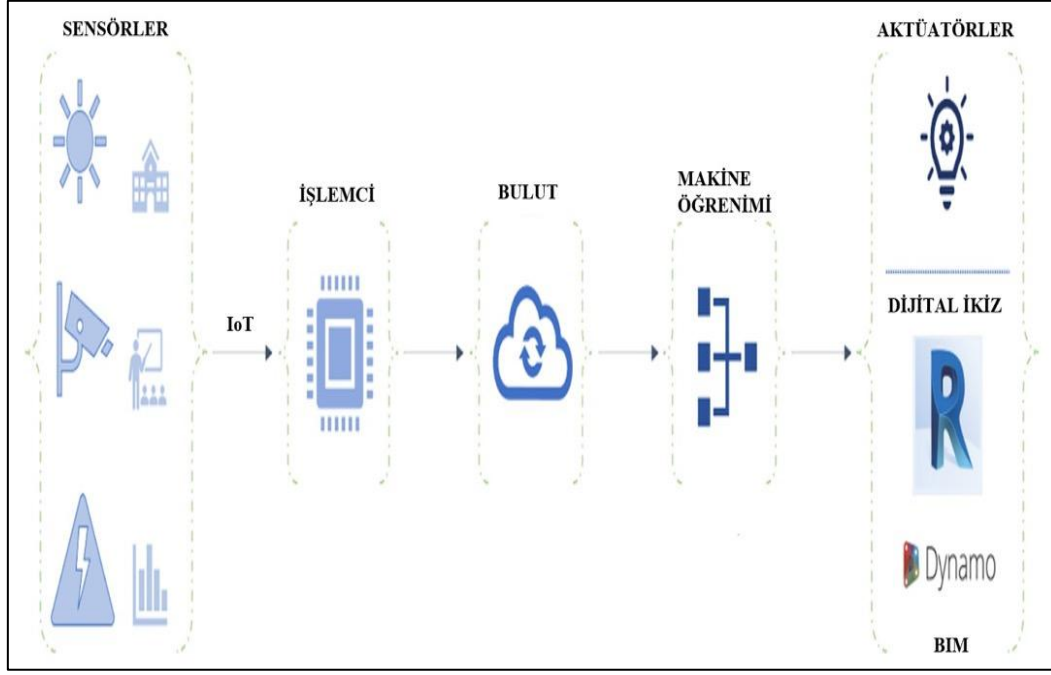 SENSÖRLER
IoT
İŞLEMCİ
BULUT
MAKİNE
ÖĞRENİMİ
AKTÜATÖRLER
DİJİTAL İKİZ
R
Dynamo
BIM